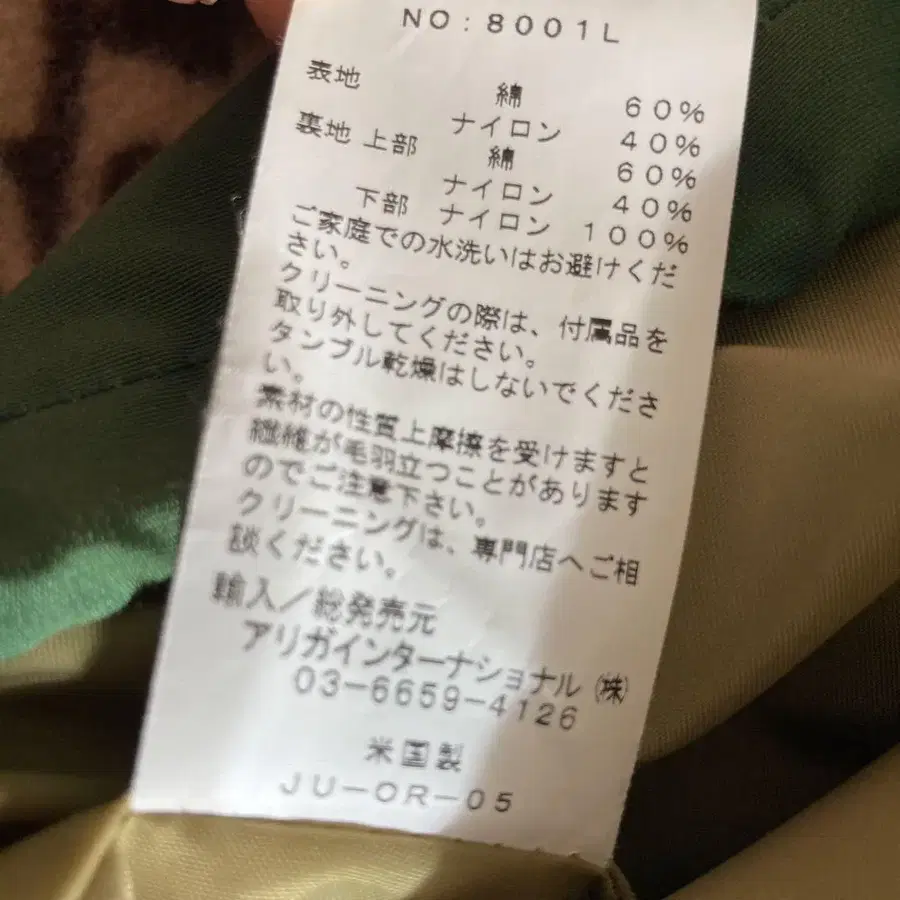 NO:8001L
表地 綿 60%
ナイロン 40%
裏地 上部 綿 60%
ナイロン 40%
下部 ナイロン 100%
ご家庭での水洗いはお避けくだ
さい。
クリーニングの際は、付属品を
取り外してください。
タンブル乾燥はしないでくださ
い。
素材の性質上摩擦を受けますと
繊維が毛羽立つことがあります
のでご注意下さい。
クリーニングは、専門店へご相
談ください。
輸入/総発売元
アリガインターナショナル(株)
03-6659-4126
米国製
JU-OR-05